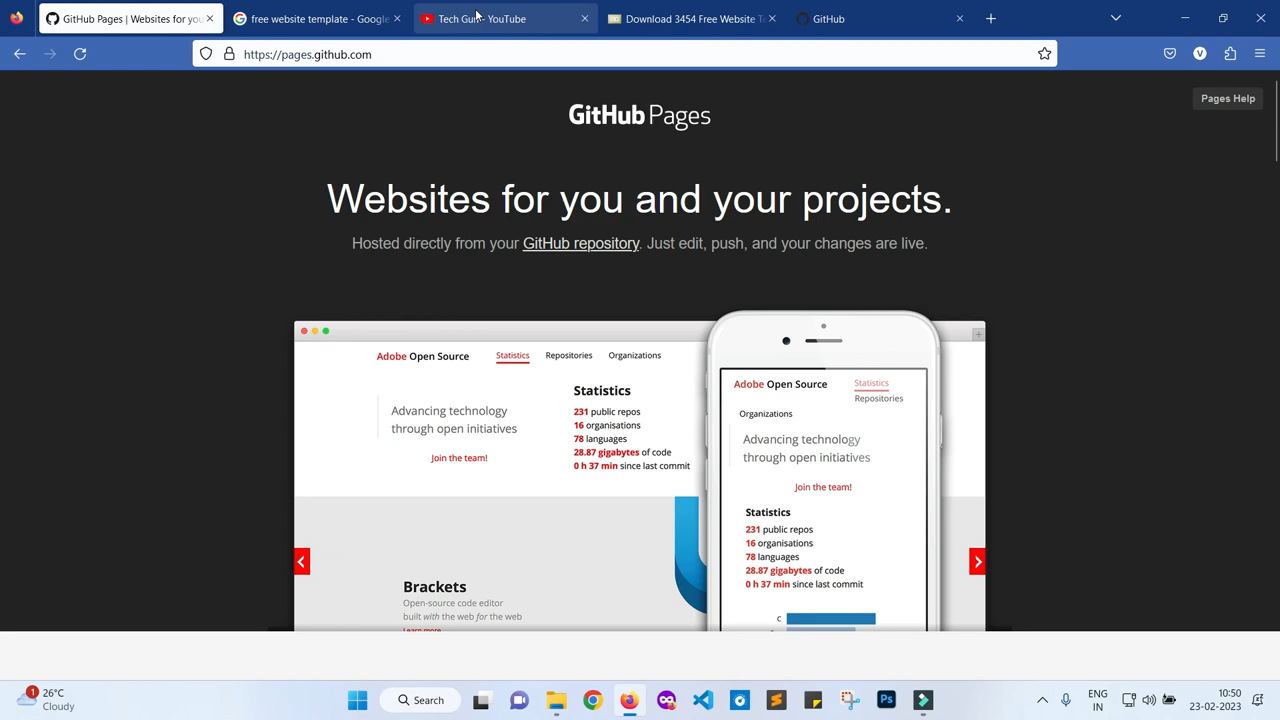 GitHub Pages | Websites for you
free website template - Google
Tech Guru - YouTube
Download 3454 Free Website Te
GitHub
https://pages.github.com
GitHub Pages
Pages Help
Websites for you and your projects.
Hosted directly from your GitHub repository. Just edit, push, and your changes are live.
Adobe Open Source
Statistics
Repositories
Organizations
Advancing technology
through open initiatives
Join the team!
Statistics
231 public repos
16 organisations
78 languages
28.87 gigabytes of code
0 h 37 min since last commit
Brackets
Open-source code editor
built with the web for the web
Learn more
Adobe Open Source
Statistics
Repositories
Organizations
Advancing technology
through open initiatives
Join the team!
Statistics
231 public repos
16 organisations
78 languages
28.87 gigabytes of code
0 h 37 min since last commit
C
1
26°C
Clouds
Search
ENG
IN
10:50
23-02-2023